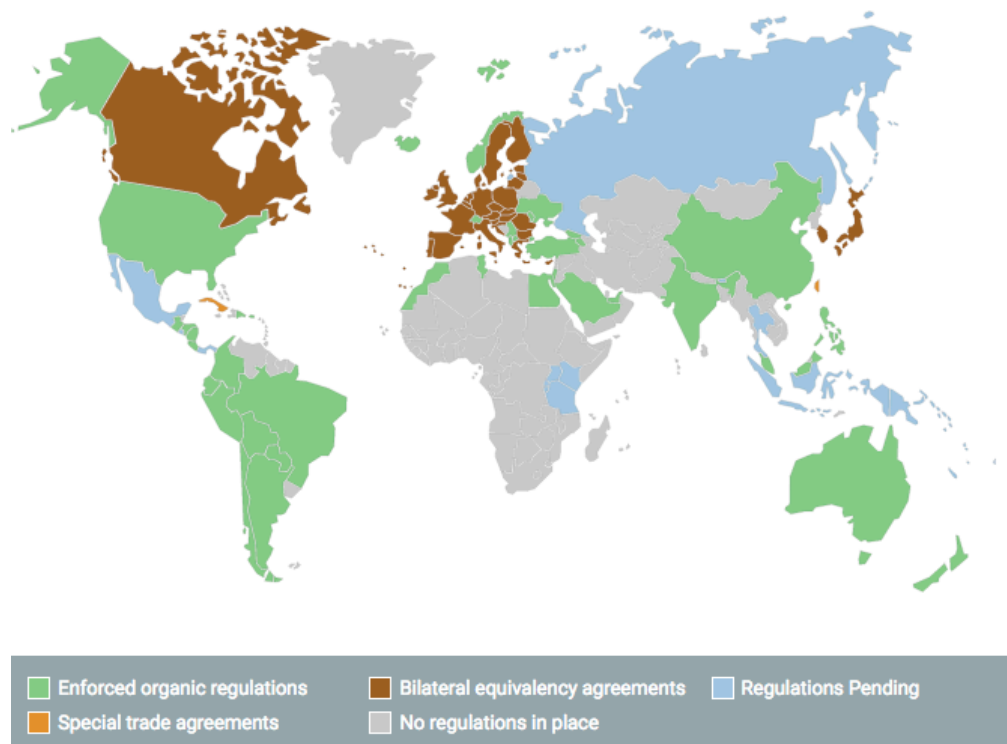 Enforced organic regulations
Bilateral equivalency agreements
Regulations Pending
Special trade agreements
No regulations in place